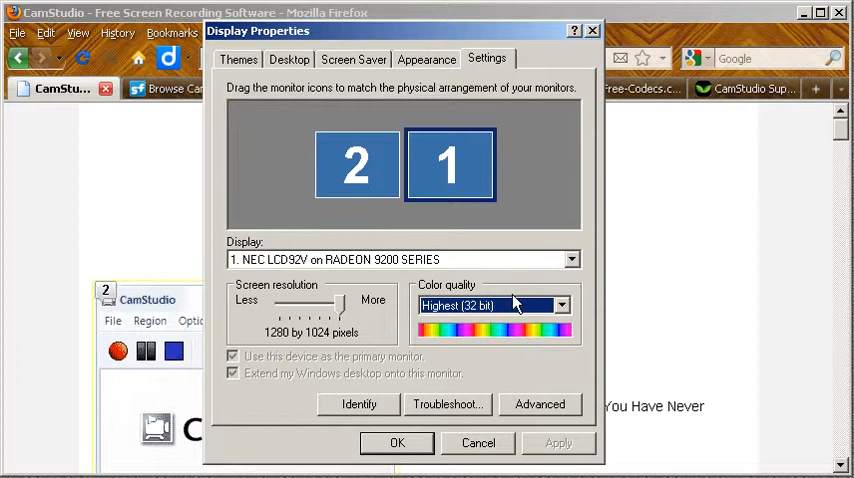 CamStudio - Free Screen Recording Software - Mozilla Firefox
File Edit View History Bookmarks
Google
CamStu...
Browse Ca
Free-Codecs.c...
CamStudio Sup...
Display Properties
Themes Desktop Screen Saver Appearance Settings
Drag the monitor icons to match the physical arrangement of your monitors.
2 1
Display:
1. NEC LCD92V on RADEON 9200 SERIES
Screen resolution
Less More
1280 by 1024 pixels
Color quality
Highest (32 bit)
Use this device as the primary monitor.
Extend my Windows desktop onto this monitor.
Identify Troubleshoot... Advanced
OK Cancel Apply
2
CamStudio
File Region Option
C
You Have Never